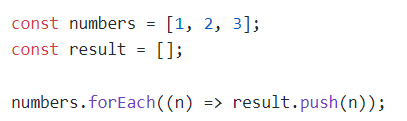 const numbers = [1, 2, 3];
const result = [];
numbers.forEach((n) => result.push(n));